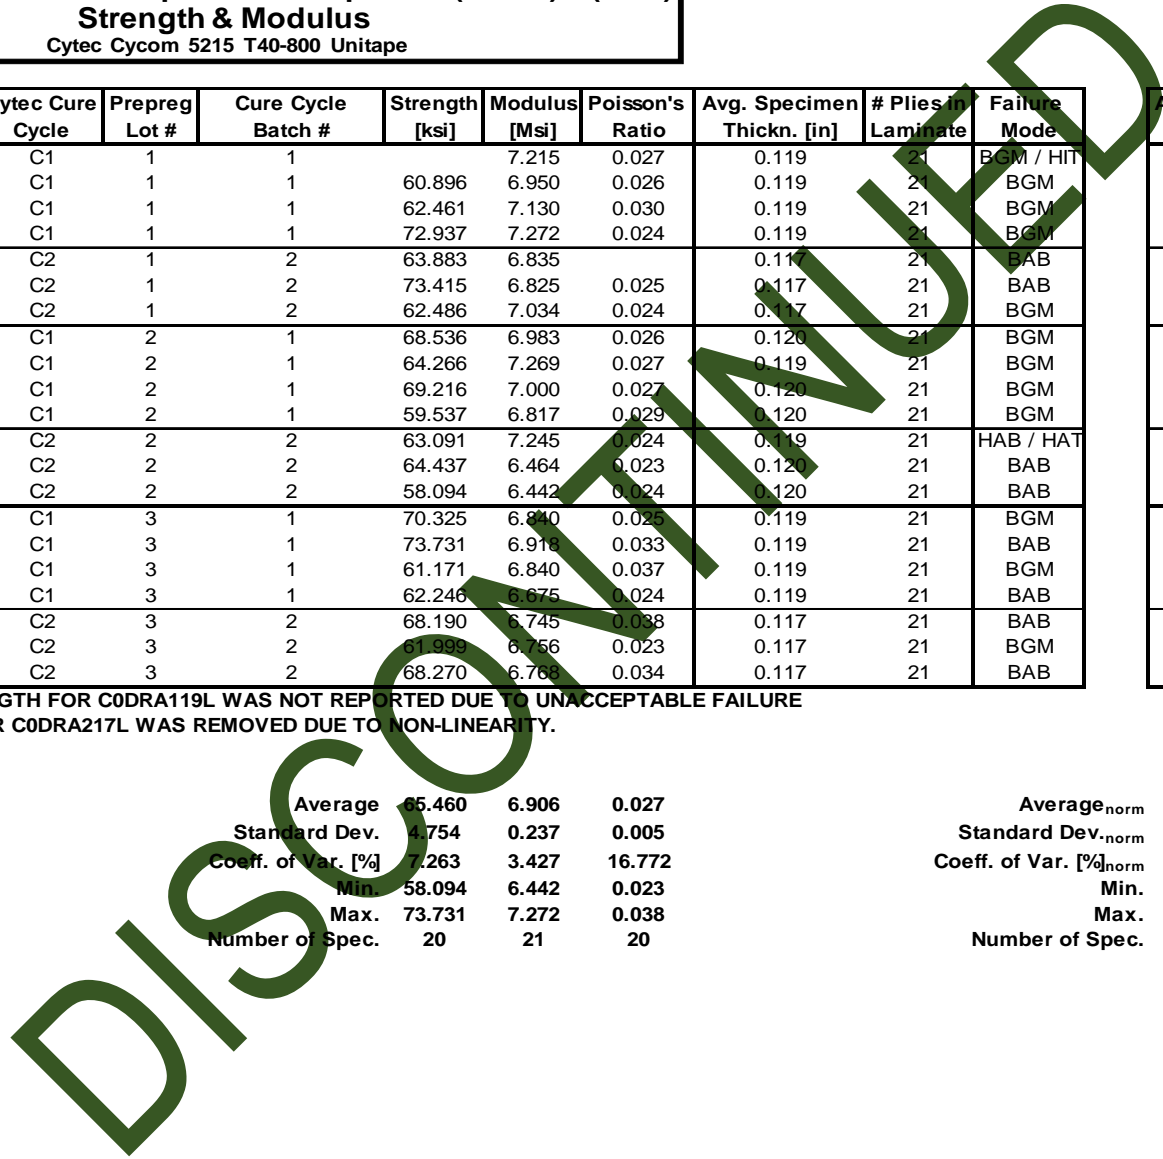 Strength & Modulus
Cytec Cycom 5215 T40-800 Unitape
ytec Cure Prepreg Cure Cycle Strength Modulus Poisson's Avg. Specimen # Plies in Failure
Cycle Lot # Batch # [ksi] [Msi] Ratio Thickn. [in] Laminate Mode
C1 1 1 7.215 0.027 0.119 21 BGM / HIT
C1 1 1 60.896 6.950 0.026 0.119 21 BGM
C1 1 1 62.461 7.130 0.030 0.119 21 BGM
C1 1 1 72.937 7.272 0.024 0.119 21 BGM
C2 1 2 63.883 6.835 0.117 21 BAB
C2 1 2 73.415 6.825 0.025 0.117 21 BAB
C2 1 2 62.486 7.034 0.024 0.117 21 BGM
C1 2 1 68.536 6.983 0.026 0.120 21 BGM
C1 2 1 64.266 7.269 0.027 0.119 21 BGM
C1 2 1 69.216 7.000 0.027 0.120 21 BGM
C1 2 1 59.537 6.817 0.029 0.120 21 BGM
C2 2 2 63.091 7.245 0.024 0.119 21 HAB / HAT
C2 2 2 64.437 6.464 0.023 0.120 21 BAB
C2 2 2 58.094 6.442 0.024 0.120 21 BAB
C1 3 1 70.325 6.840 0.025 0.119 21 BGM
C1 3 1 73.731 6.918 0.033 0.119 21 BAB
C1 3 1 61.171 6.840 0.037 0.119 21 BGM
C1 3 1 62.246 6.675 0.024 0.119 21 BAB
C2 3 2 68.190 6.745 0.038 0.117 21 BAB
C2 3 2 61.999 6.756 0.023 0.117 21 BGM
C2 3 2 68.270 6.768 0.034 0.117 21 BAB
GTH FOR C0DRA119L WAS NOT REPORTED DUE TO UNACCEPTABLE FAILURE
R C0DRA217L WAS REMOVED DUE TO NON-LINEARITY.
Average 65.460 6.906 0.027 Average norm
Standard Dev. 4.754 0.237 0.005 Standard Dev. norm
Coeff. of Var. [%] 7.263 3.427 16.772 Coeff. of Var. [%] norm
Min. 58.094 6.442 0.023 Min.
Max. 73.731 7.272 0.038 Max.
Number of Spec. 20 21 20 Number of Spec.
DISCONTINUED